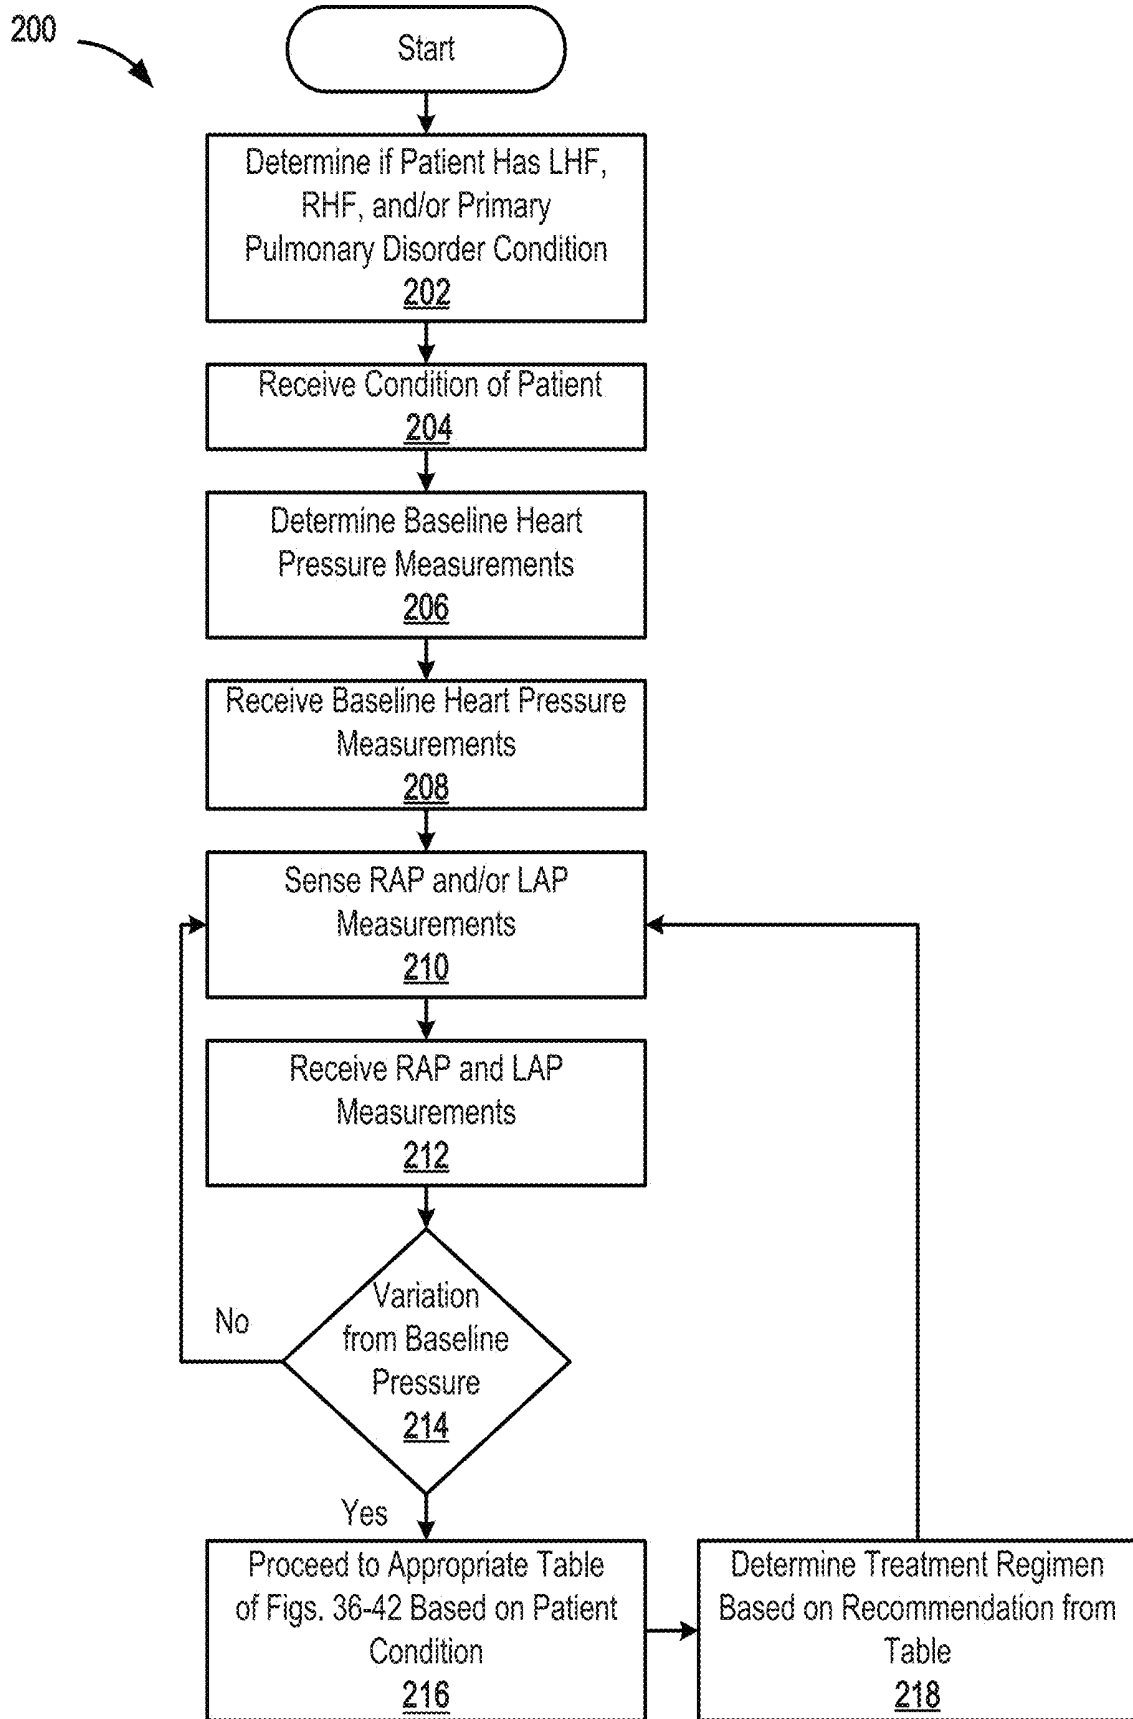 200
Start
Determine if Patient Has LHF,
RHF, and/or Primary
Pulmonary Disorder Condition
202
Receive Condition of Patient
204
Determine Baseline Heart
Pressure Measurements
206
Receive Baseline Heart Pressure
Measurements
208
Sense RAP and/or LAP
Measurements
210
Receive RAP and LAP
Measurements
212
Variation
from Baseline
Pressure
214
No
Yes
Proceed to Appropriate Table
of Figs. 36-42 Based on Patient
Condition
216
Determine Treatment Regimen
Based on Recommendation from
Table
218